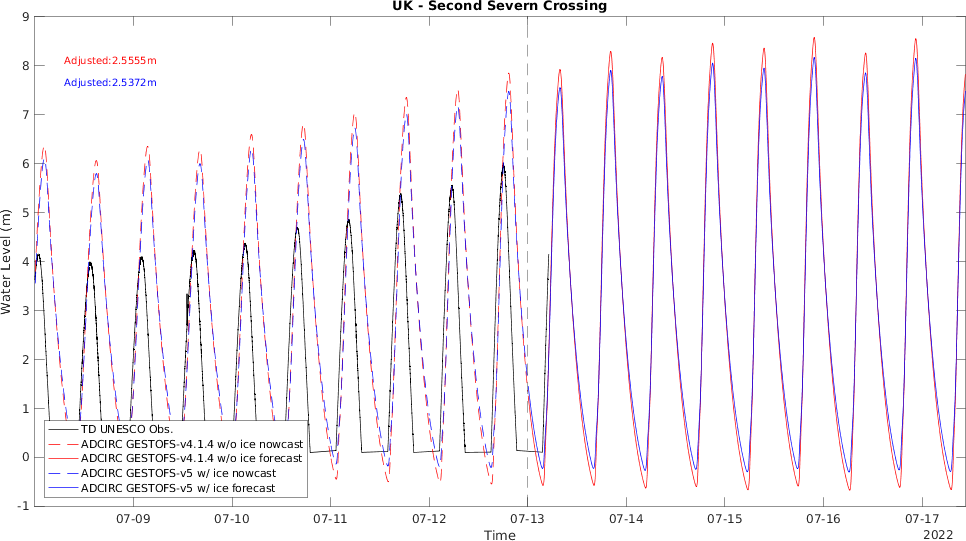 UK - Second Severn Crossing
9
8
7
6
5
4
3
2
1
0
-1
Water Level (m)
Adjusted:2.5555m
Adjusted:2.5372m
TD UNESCO Obs.
ADCIRC GESTOFS-v4.1.4 w/o ice nowcast
ADCIRC GESTOFS-v4.1.4 w/o ice forecast
ADCIRC GESTOFS-v5 w/ ice nowcast
ADCIRC GESTOFS-v5 w/ ice forecast
07-09 07-10 07-11 07-12 07-13 07-14 07-15 07-16 07-17
Time
2022